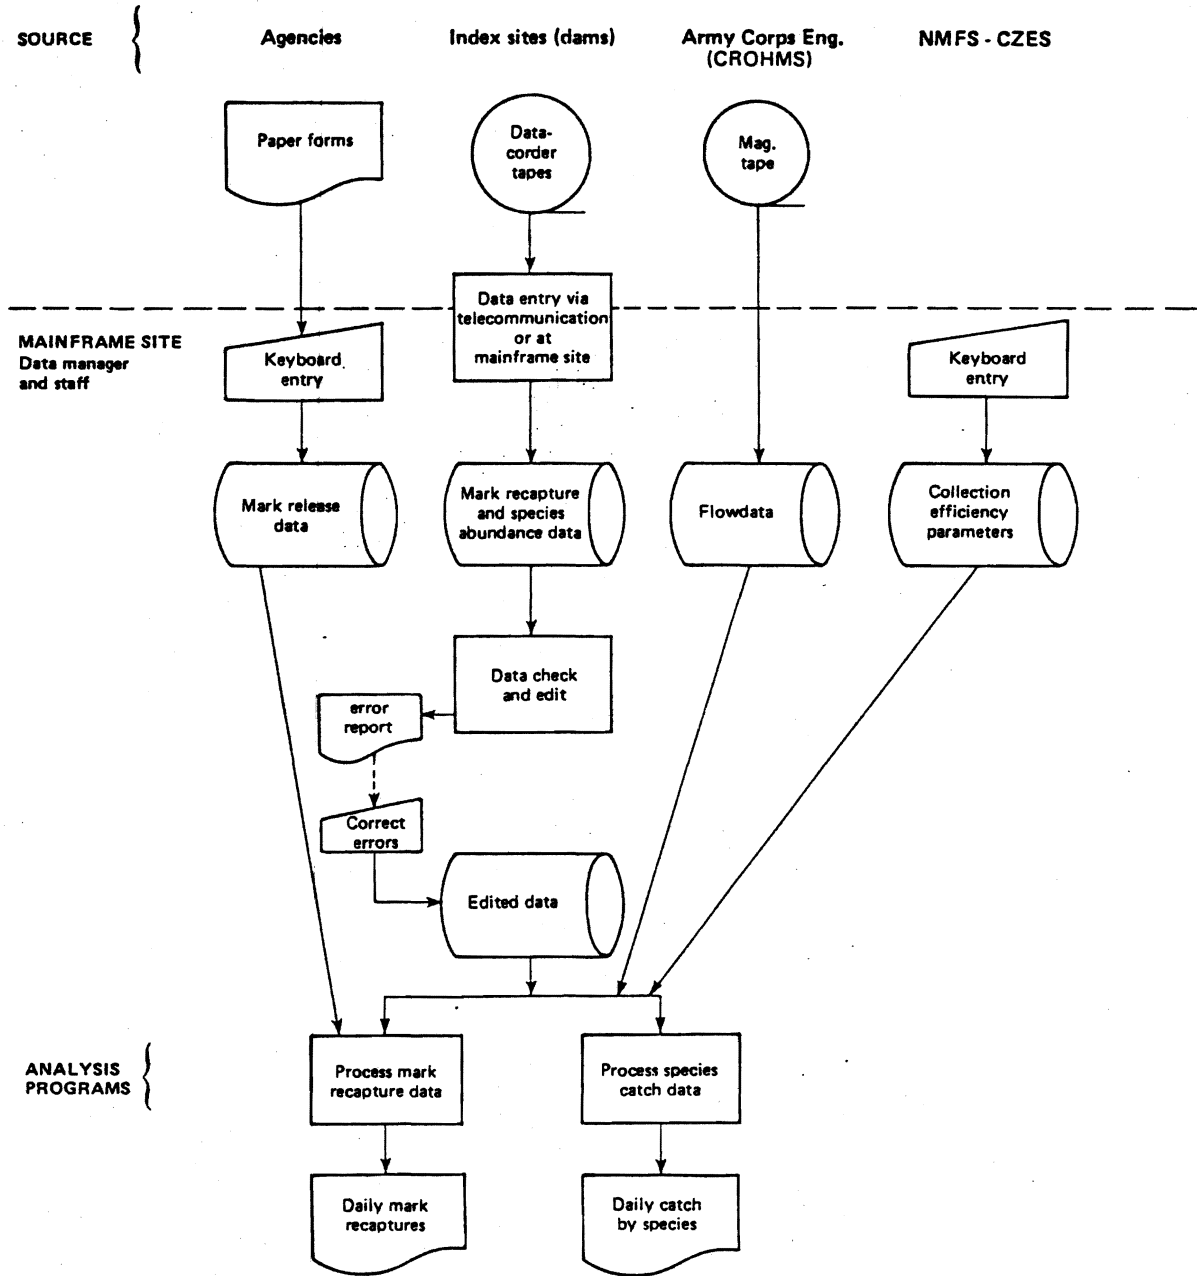 SOURCE
Agencies
Index sites (dams)
Army Corps Eng.
(CROHMS)
NMFS - CZES
Paper forms
Data-
corder
tapes
Mag.
tape
MAINFRAME SITE
Data manager
and staff
Keyboard
entry
Data entry via
telecommunication
or at
mainframe site
Keyboard
entry
Mark release
data
Mark recapture
and species
abundance data
Flowdata
Collection
efficiency
parameters
Data check
and edit
error
report
Correct
errors
Edited data
ANALYSIS
PROGRAMS
Process mark
recapture data
Process species
catch data
Daily mark
recaptures
Daily catch
by species